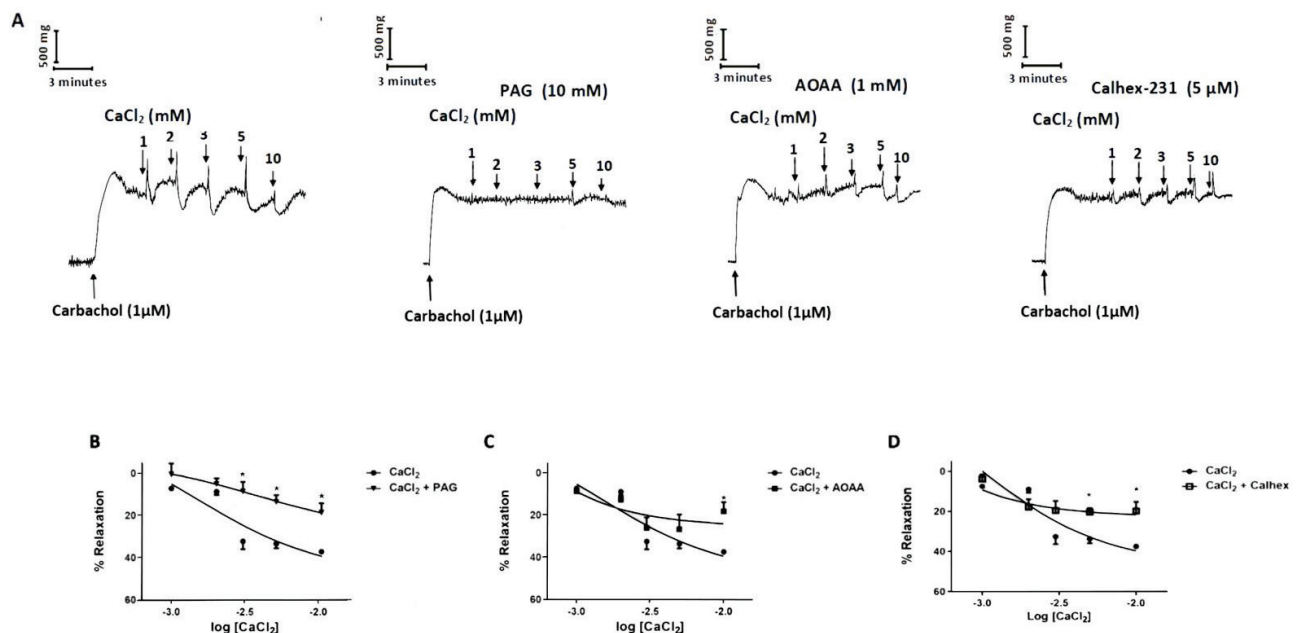 A
500 mg
3 minutes
CaCl₂ (mM)
1 2 3 5 10
Carbachol (1μM)
500 mg
3 minutes
PAG (10 mM)
CaCl₂ (mM)
1 2 3 5 10
Carbachol (1μM)
500 mg
3 minutes
AOAA (1 mM)
CaCl₂ (mM)
1 2 3 5 10
Carbachol (1μM)
500 mg
3 minutes
Calhex-231 (5 μM)
CaCl₂ (mM)
1 2 3 5 10
Carbachol (1μM)
B
% Relaxation
0
20
40
60
-3.0 -2.5 -2.0
log [CaCl₂]
* * *
CaCl₂
CaCl₂ + PAG
C
% Relaxation
0
20
40
60
-3.0 -2.5 -2.0
log [CaCl₂]
*
CaCl₂
CaCl₂ + AOAA
D
% Relaxation
0
20
40
60
-3.0 -2.5 -2.0
Log [CaCl₂]
* *
CaCl₂
CaCl₂ + Calhex